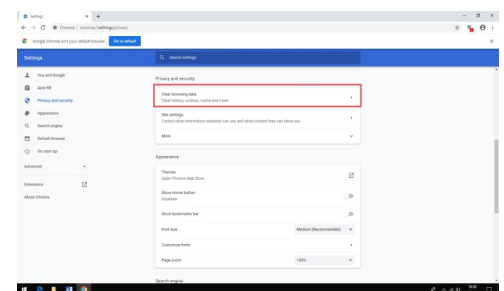 Settings
Chrome | chrome://settings/privacy
Google Chrome isn't your default browser
Set as default
Settings
Search settings
You and Google
Auto-fill
Privacy and security
Appearance
Search engine
Default browser
On start-up
Advanced
Extensions
About Chrome
Privacy and security
Clear browsing data
Clear history, cookies, cache and more
Site settings
Control what information websites can use and what content they can show you
More
Appearance
Themes
Open Chrome Web Store
Show Home button
Disabled
Show bookmarks bar
Font size
Medium (Recommended)
Customise fonts
Page zoom
100%
Search engine